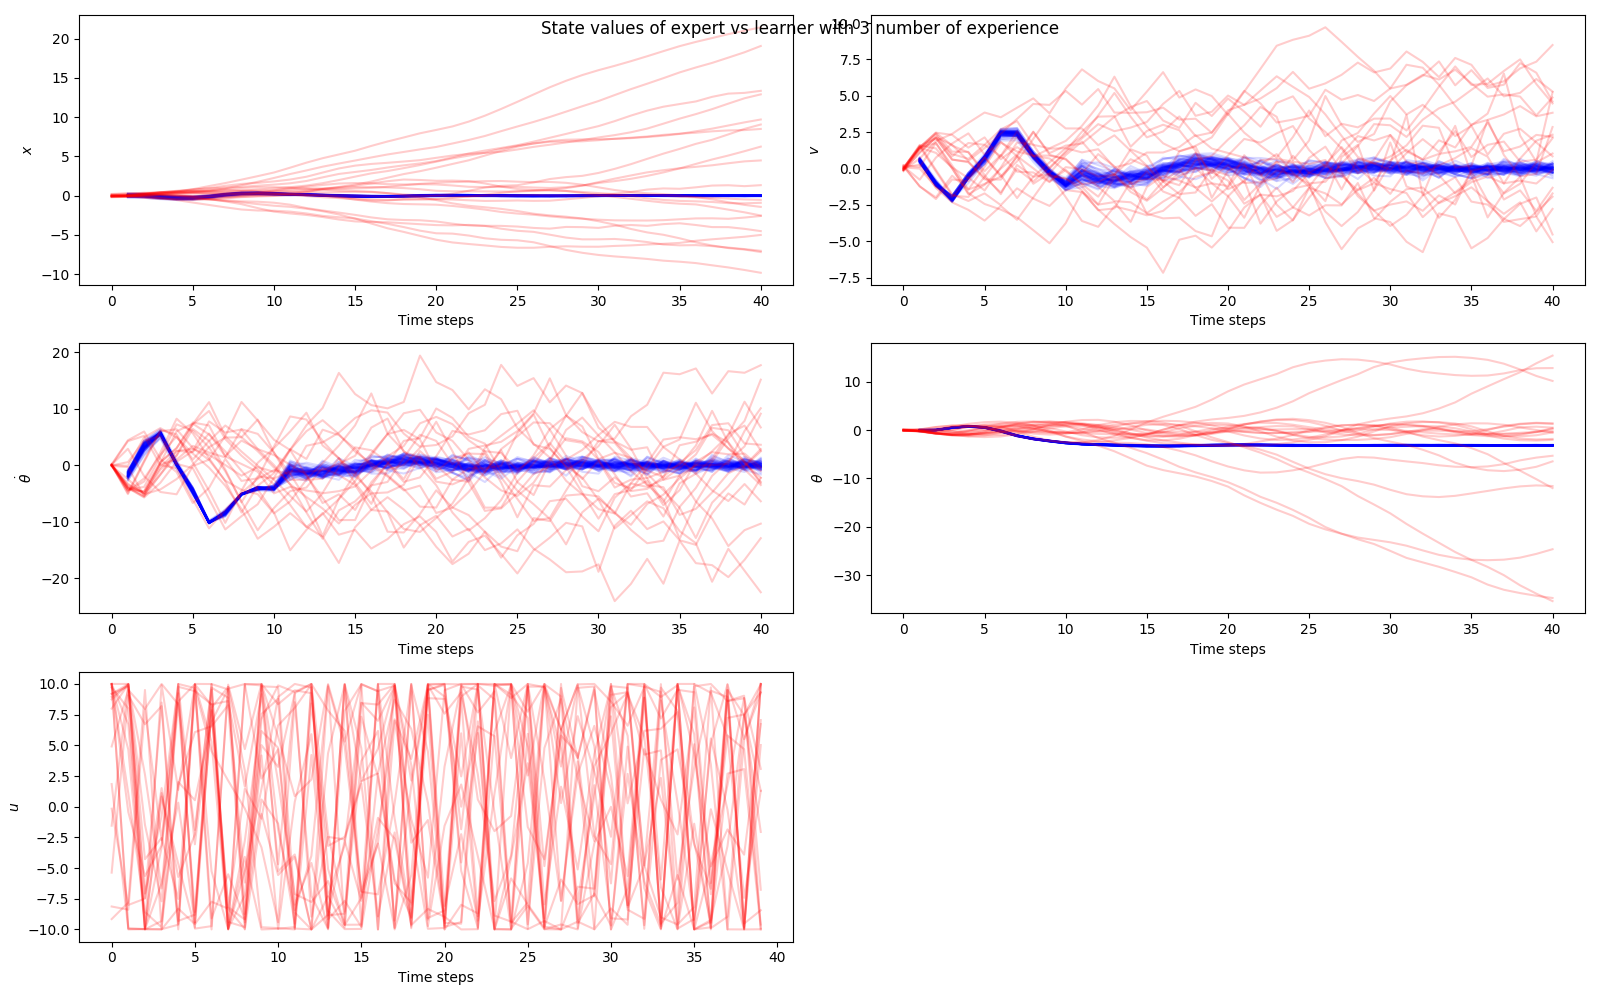 State values of expert vs learner with 3 number of experience
20
15
10
5
0
−5
−10
x
0 5 10 15 20 25 30 35 40
Time steps
10.0
7.5
5.0
2.5
0.0
−2.5
−5.0
−7.5
v
0 5 10 15 20 25 30 35 40
Time steps
20
10
0
−10
−20
θ̇
0 5 10 15 20 25 30 35 40
Time steps
10
0
−10
−20
−30
θ
0 5 10 15 20 25 30 35 40
Time steps
10.0
7.5
5.0
2.5
0.0
−2.5
−5.0
−7.5
−10.0
u
0 5 10 15 20 25 30 35 40
Time steps